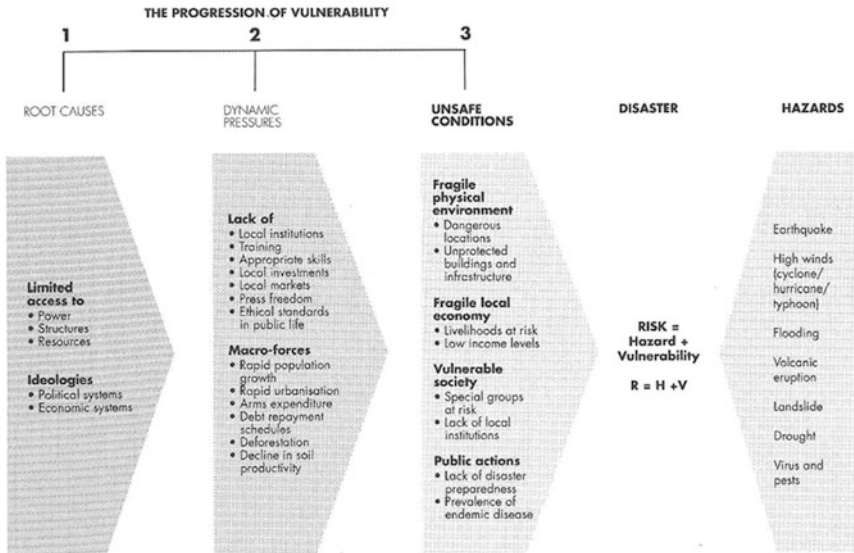 THE PROGRESSION OF VULNERABILITY
1
2
3
ROOT CAUSES
DYNAMIC
PRESSURES
UNSAFE
CONDITIONS
DISASTER
HAZARDS
Limited
access to
• Power
• Structures
• Resources
Ideologies
• Political systems
• Economic systems
Lack of
• Local institutions
• Training
• Appropriate skills
• Local investments
• Local markets
• Press freedom
• Ethical standards
in public life
Macro-forces
• Rapid population
growth
• Rapid urbanisation
• Arms expenditure
• Debt repayment
schedules
• Deforestation
• Decline in soil
productivity
Fragile
physical
environment
• Dangerous
locations
• Unprotected
buildings and
infrastructure
Fragile local
economy
• Livelihoods at risk
• Low income levels
Vulnerable
society
• Special groups
at risk
• Lack of local
institutions
Public actions
• Lack of disaster
preparedness
• Prevalence of
endemic disease
RISK =
Hazard +
Vulnerability
R = H +V
Earthquake
High winds
(cyclone/
hurricane/
typhoon)
Flooding
Volcanic
eruption
Landslide
Drought
Virus and
pests